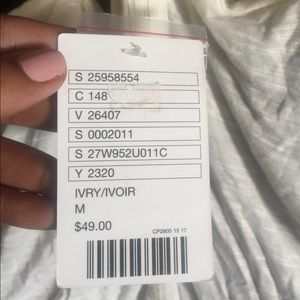 S 25958554
C 148
V 26407
S 0002011
S 27W952U011C
Y 2320
IVRY/IVOIR
M
$49.00
CP2805 15 17